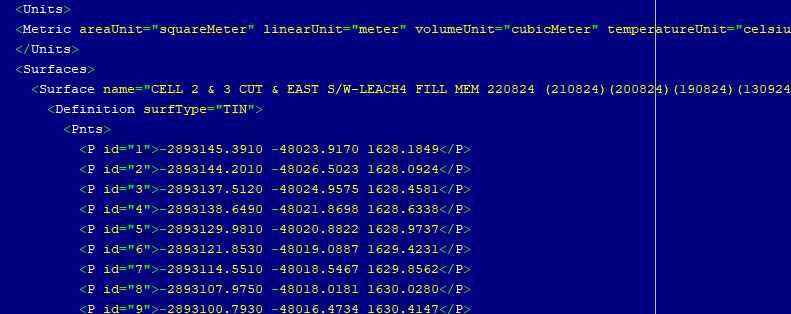 <Units>
<Metric areaUnit="squareMeter" linearUnit="meter" volumeUnit="cubicMeter" temperatureUnit="celsiu
</Units>
<Surfaces>
<Surface name="CELL 2 & 3 CUT & EAST S/W-LEACH4 FILL MEM 220824 (210824)(200824)(190824)(130924
<Definition surfType="TIN">
<Pnts>
<P id="1">-2893145.3910 -48023.9170 1628.1849</P>
<P id="2">-2893144.2010 -48026.5023 1628.0924</P>
<P id="3">-2893137.5120 -48024.9575 1628.4581</P>
<P id="4">-2893138.6490 -48021.8698 1628.6338</P>
<P id="5">-2893129.9810 -48020.8822 1628.9737</P>
<P id="6">-2893121.8530 -48019.0887 1629.4231</P>
<P id="7">-2893114.5510 -48018.5467 1629.8562</P>
<P id="8">-2893107.9750 -48018.0181 1630.0280</P>
<P id="9">-2893100.7930 -48016.4734 1630.4147</P>